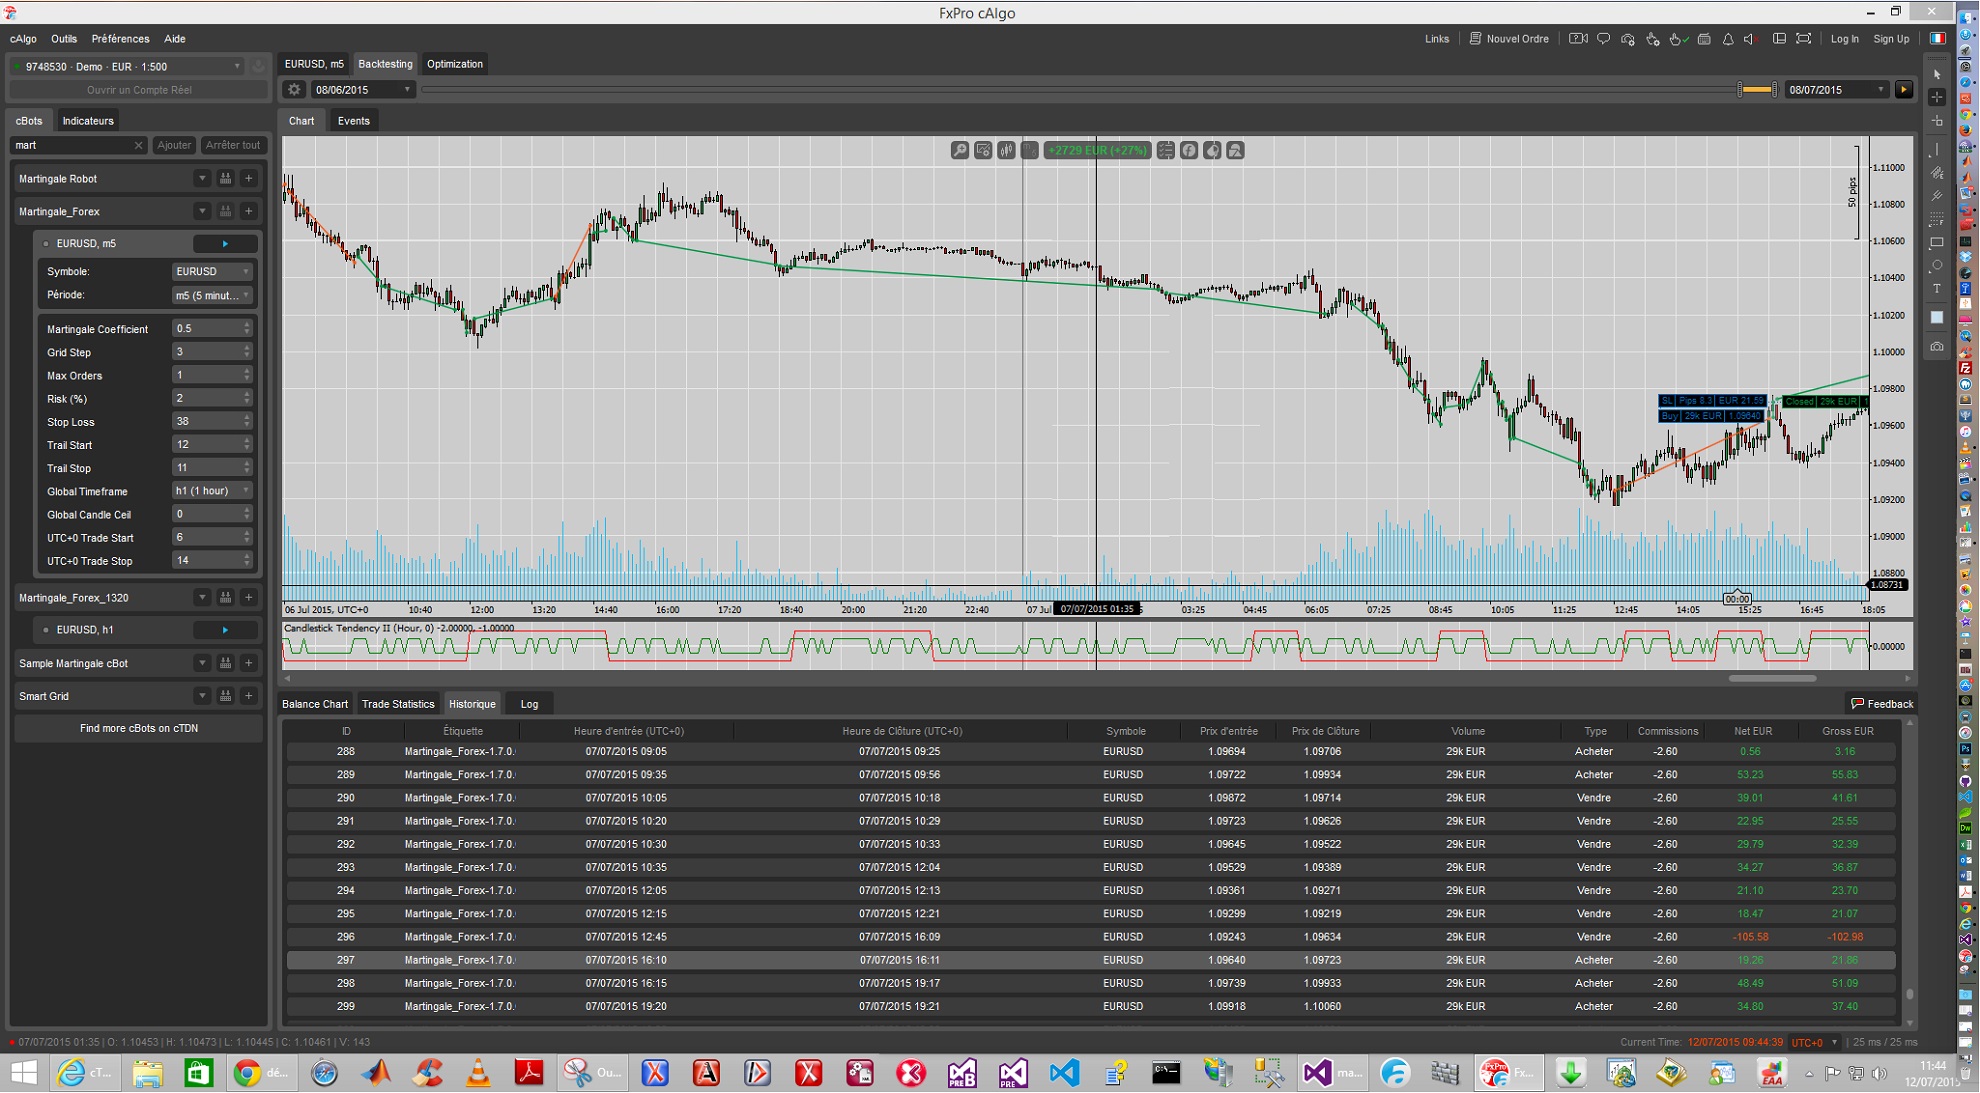 FxPro cAlgo
cAlgo Outils Préférences Aide
Links Nouvel Ordre Log In Sign Up
9748530 · Demo · EUR · 1:500
Ouvrir un Compte Réel
EURUSD, m5 Backtesting Optimization
08/06/2015 08/07/2015
cBots Indicateurs
Chart Events
mart Ajouter Arrêter tout
Martingale Robot
Martingale_Forex
EURUSD, m5
Symbole: EURUSD
Période: m5 (5 minut...
Martingale Coefficient 0.5
Grid Step 3
Max Orders 1
Risk (%) 2
Stop Loss 38
Trail Start 12
Trail Stop 11
Global Timeframe h1 (1 hour)
Global Candle Ceil 0
UTC+0 Trade Start 6
UTC+0 Trade Stop 14
Martingale_Forex_1320
EURUSD, h1
Sample Martingale cBot
Smart Grid
Find more cBots on cTDN
+2729 EUR (+27%)
50 pips
1.11000
1.10800
1.10600
1.10400
1.10200
1.10000
1.09800
1.09600
1.09400
1.09200
1.09000
1.08800
1.08731
SL | Pips 8.3 | EUR 21.59
Buy | 29k EUR | 1.09640
Closed | 29k EUR | 1
00:00
06 Jul 2015, UTC+0 10:40 12:00 13:20 14:40 16:00 17:20 18:40 20:00 21:20 22:40 07 Jul 07/07/2015 01:35 03:25 04:45 06:05 07:25 08:45 10:05 11:25 12:45 14:05 15:25 16:45 18:05
Candlestick Tendency II (Hour, 0) -2.00000, -1.00000
0.00000
Balance Chart Trade Statistics Historique Log Feedback
ID Étiquette Heure d'entrée (UTC+0) Heure de Clôture (UTC+0) Symbole Prix d'entrée Prix de Clôture Volume Type Commissions Net EUR Gross EUR
288 Martingale_Forex-1.7.0. 07/07/2015 09:05 07/07/2015 09:25 EURUSD 1.09694 1.09706 29k EUR Acheter -2.60 0.56 3.16
289 Martingale_Forex-1.7.0. 07/07/2015 09:35 07/07/2015 09:56 EURUSD 1.09722 1.09934 29k EUR Acheter -2.60 53.23 55.83
290 Martingale_Forex-1.7.0. 07/07/2015 10:05 07/07/2015 10:18 EURUSD 1.09872 1.09714 29k EUR Vendre -2.60 39.01 41.61
291 Martingale_Forex-1.7.0. 07/07/2015 10:20 07/07/2015 10:29 EURUSD 1.09723 1.09626 29k EUR Vendre -2.60 22.95 25.55
292 Martingale_Forex-1.7.0. 07/07/2015 10:30 07/07/2015 10:33 EURUSD 1.09645 1.09522 29k EUR Vendre -2.60 29.79 32.39
293 Martingale_Forex-1.7.0. 07/07/2015 10:35 07/07/2015 12:04 EURUSD 1.09529 1.09389 29k EUR Vendre -2.60 34.27 36.87
294 Martingale_Forex-1.7.0. 07/07/2015 12:05 07/07/2015 12:13 EURUSD 1.09361 1.09271 29k EUR Vendre -2.60 21.10 23.70
295 Martingale_Forex-1.7.0. 07/07/2015 12:15 07/07/2015 12:21 EURUSD 1.09299 1.09219 29k EUR Vendre -2.60 18.47 21.07
296 Martingale_Forex-1.7.0. 07/07/2015 12:45 07/07/2015 16:09 EURUSD 1.09243 1.09634 29k EUR Vendre -2.60 -105.58 -102.98
297 Martingale_Forex-1.7.0. 07/07/2015 16:10 07/07/2015 16:11 EURUSD 1.09640 1.09723 29k EUR Acheter -2.60 19.26 21.86
298 Martingale_Forex-1.7.0. 07/07/2015 16:15 07/07/2015 19:17 EURUSD 1.09739 1.09933 29k EUR Acheter -2.60 48.49 51.09
299 Martingale_Forex-1.7.0. 07/07/2015 19:20 07/07/2015 19:21 EURUSD 1.09918 1.10060 29k EUR Acheter -2.60 34.80 37.40
07/07/2015 01:35 | O: 1.10453 | H: 1.10473 | L: 1.10445 | C: 1.10461 | V: 143
Current Time: 12/07/2015 09:44:39 UTC+0 | 25 ms / 25 ms
cT... dé... Ou... ma... Fx...
11:44
12/07/2015